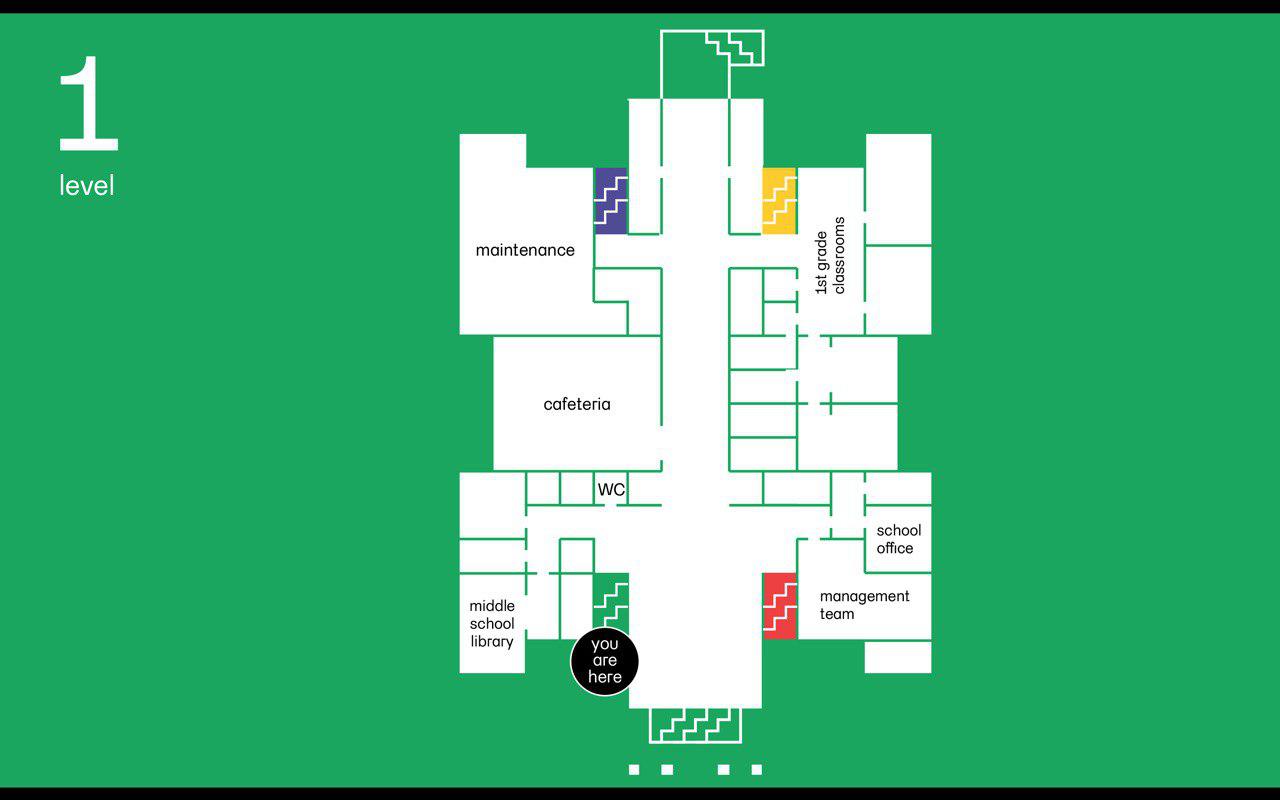 1
level
maintenance
1st grade
classrooms
cafeteria
WC
school
office
middle
school
library
management
team
you
are
here